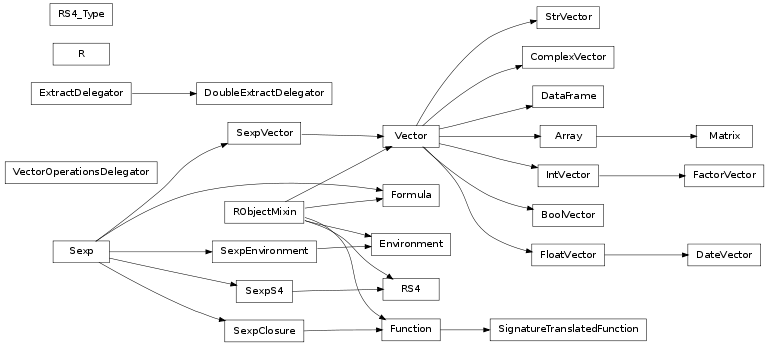 RS4_Type
R
ExtractDelegator
DoubleExtractDelegator
VectorOperationsDelegator
Sexp
SexpVector
RObjectMixin
SexpEnvironment
SexpS4
SexpClosure
Vector
Formula
Environment
RS4
Function
StrVector
ComplexVector
DataFrame
Array
Matrix
IntVector
FactorVector
BoolVector
FloatVector
DateVector
SignatureTranslatedFunction